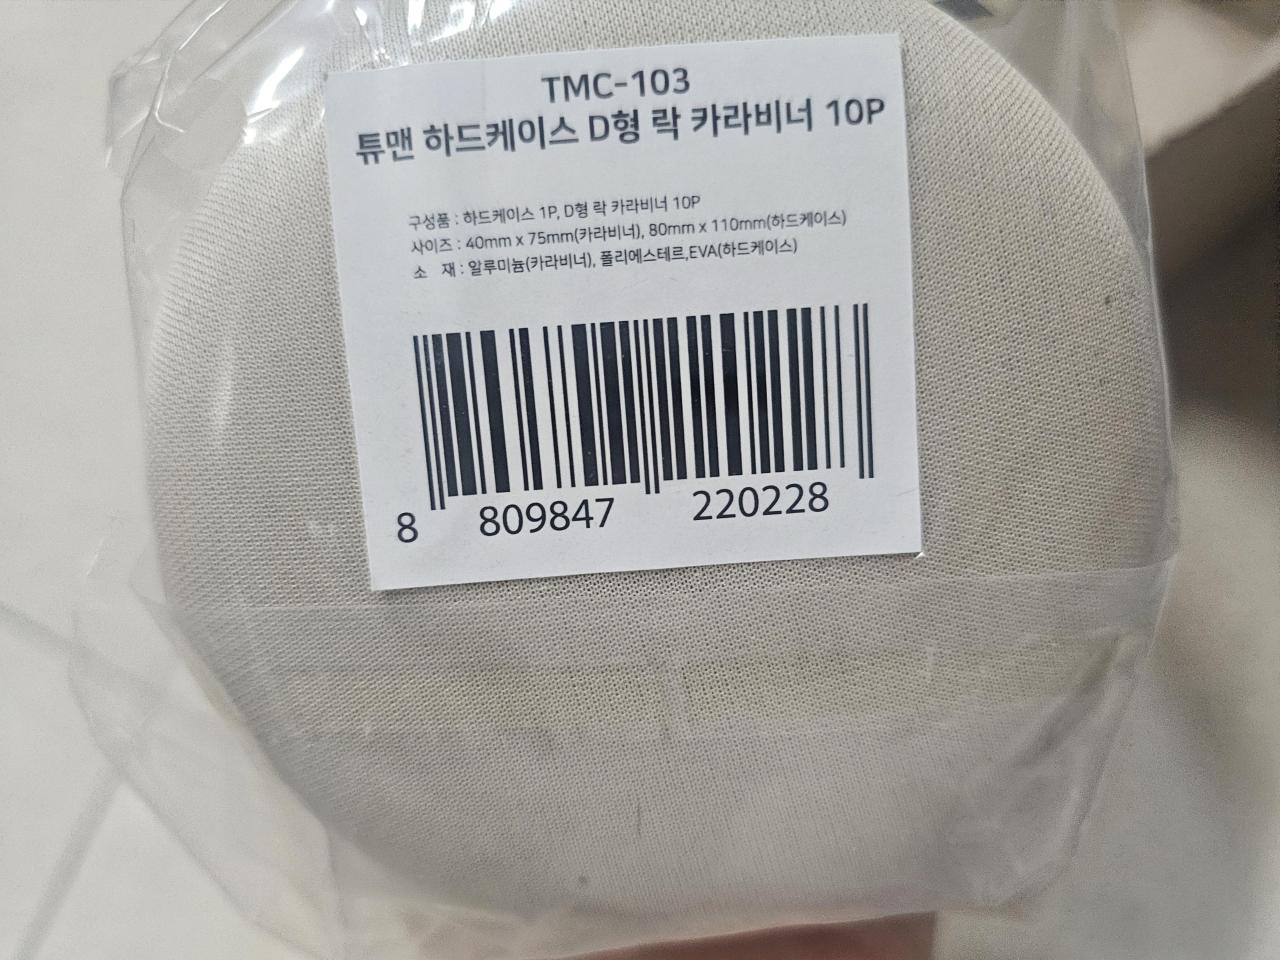 TMC-103
튜맨 하드케이스 D형 락 카라비너 10P
구성품 : 하드케이스 1P, D형 락 카라비너 10P
사이즈 : 40mm x 75mm(카라비너), 80mm x 110mm(하드케이스)
소 재 : 알루미늄(카라비너), 폴리에스테르,EVA(하드케이스)
8 809847 220228